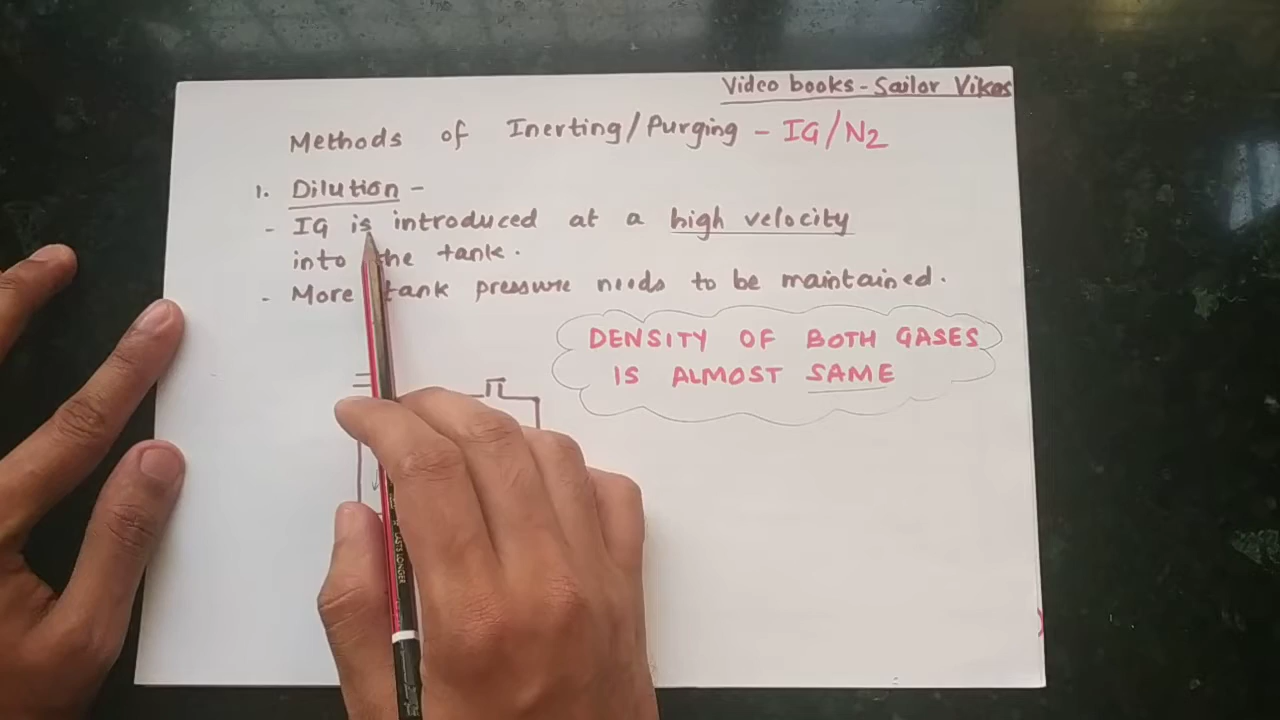 Video books - Sailor Vikas
Methods of Inerting/Purging - IG/N2
1. Dilution -
- IG is introduced at a high velocity
into the tank.
- More tank pressure needs to be maintained.
DENSITY OF BOTH GASES
IS ALMOST SAME